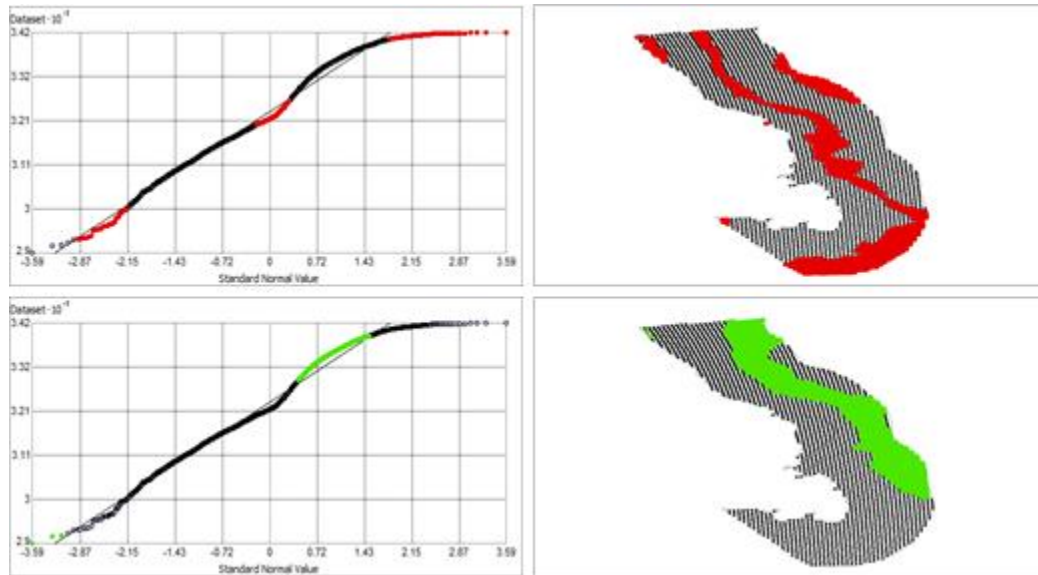 Dataset · 10⁻¹
3.42
3.32
3.21
3.11
3
2.9
-3.59 -2.87 -2.15 -1.43 -0.72 0 0.72 1.43 2.15 2.87 3.59
Standard Normal Value
Dataset · 10⁻¹
3.42
3.32
3.21
3.11
3
2.9
-3.59 -2.87 -2.15 -1.43 -0.72 0 0.72 1.43 2.15 2.87 3.59
Standard Normal Value